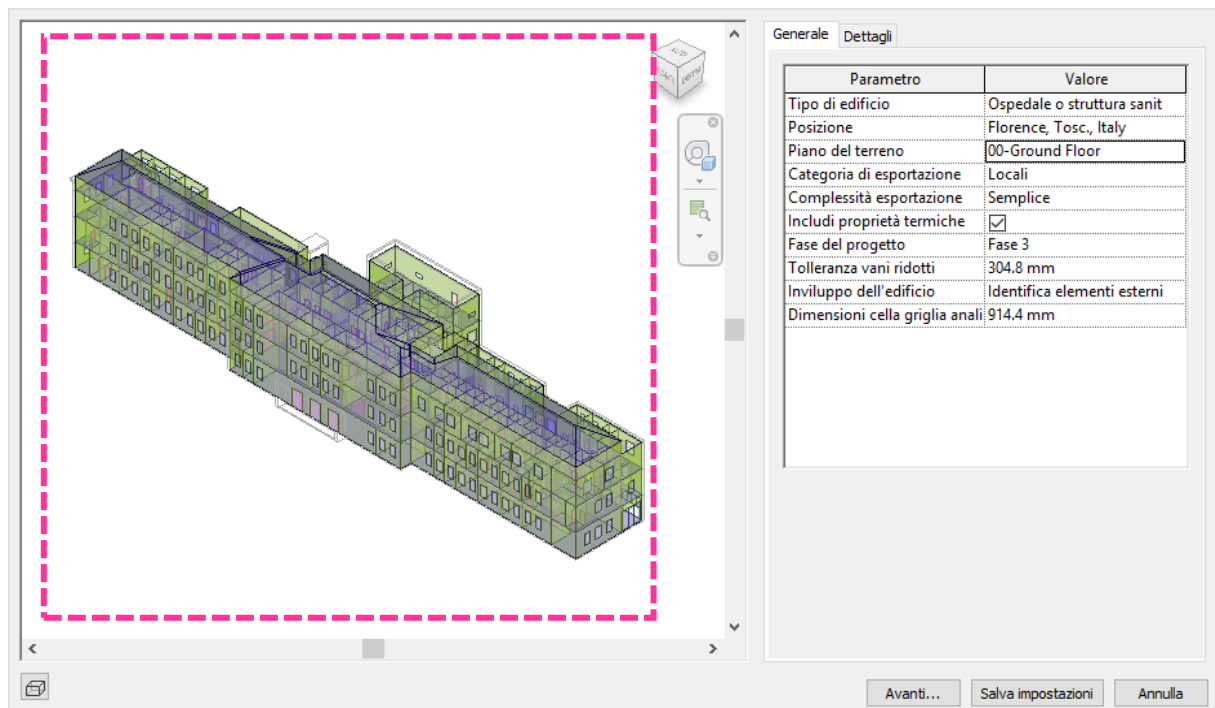 Generale Dettagli
Parametro Valore
Tipo di edificio Ospedale o struttura sanit
Posizione Florence, Tosc., Italy
Piano del terreno 00-Ground Floor
Categoria di esportazione Locali
Complessità esportazione Semplice
Includi proprietà termiche
Fase del progetto Fase 3
Tolleranza vani ridotti 304.8 mm
Inviluppo dell'edificio Identifica elementi esterni
Dimensioni cella griglia anali 914.4 mm
Avanti... Salva impostazioni Annulla